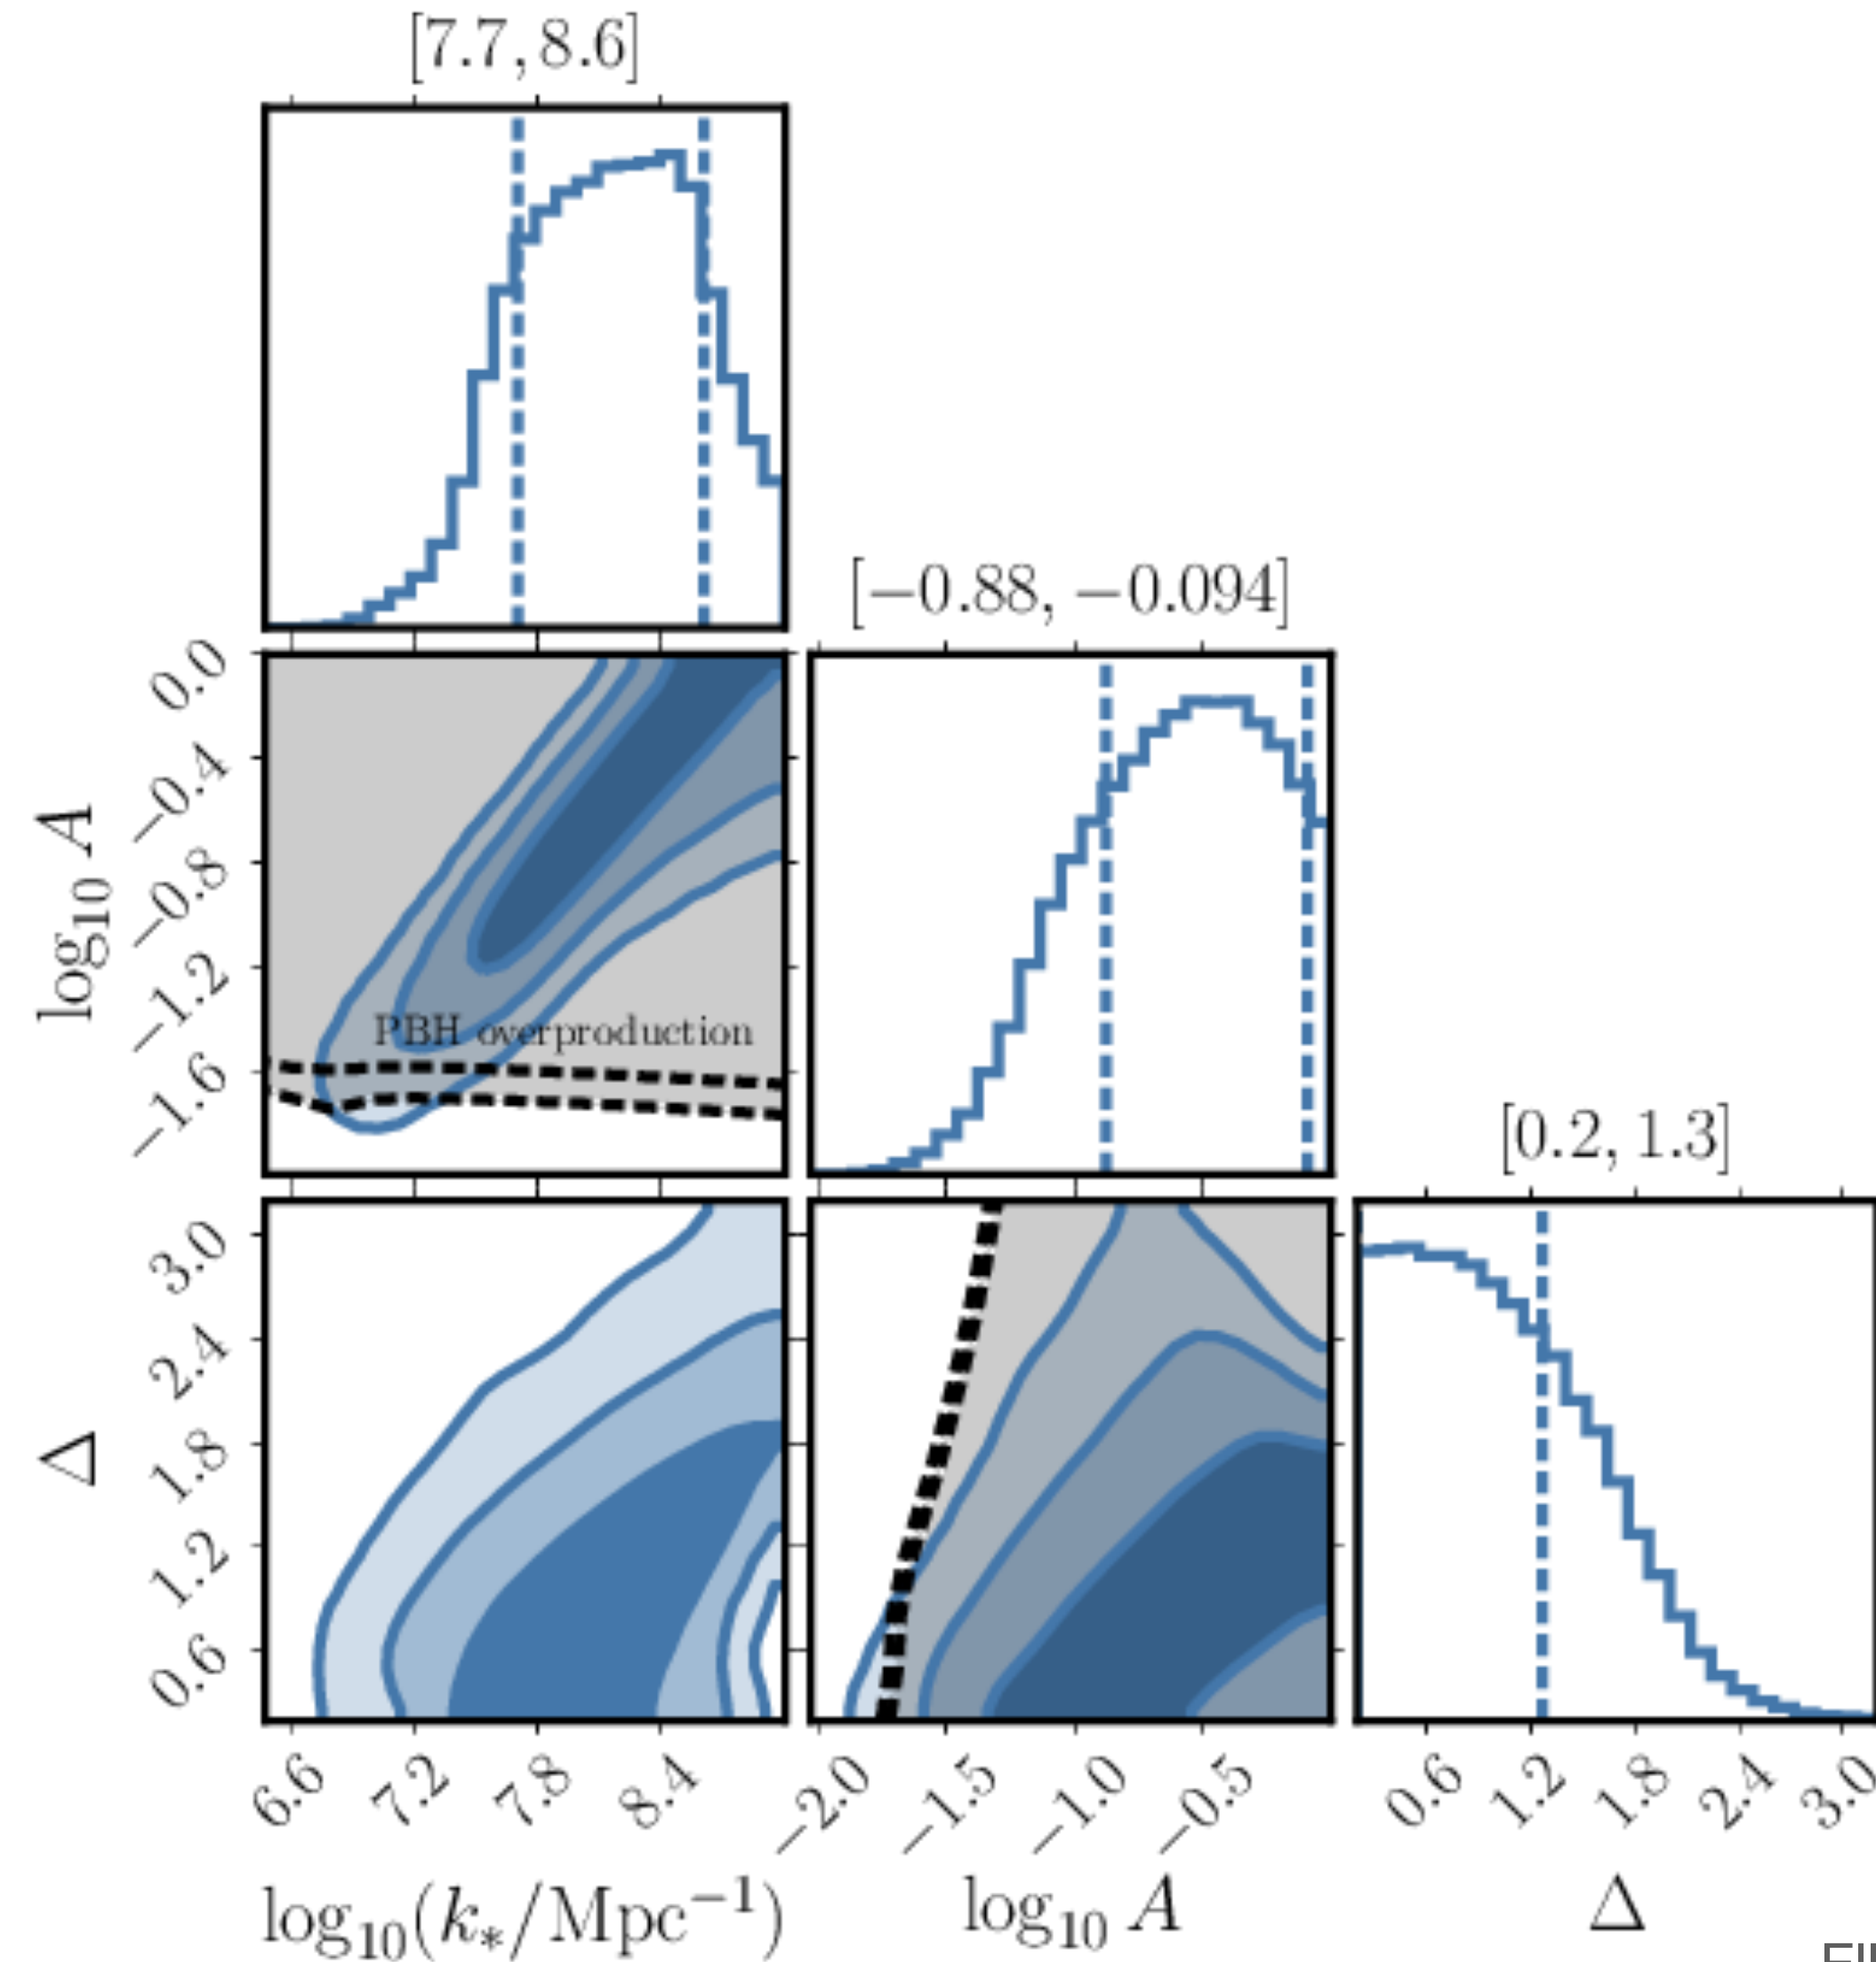 [7.7, 8.6]
[−0.88, −0.094]
0.0
−0.4
−0.8
−1.2
−1.6
log₁₀ A
PBH overproduction
[0.2, 1.3]
3.0
2.4
1.8
1.2
0.6
Δ
6.6 7.2 7.8 8.4 −2.0 −1.5 −1.0 −0.5 0.6 1.2 1.8 2.4 3.0
log₁₀(k∗/Mpc⁻¹) log₁₀ A Δ